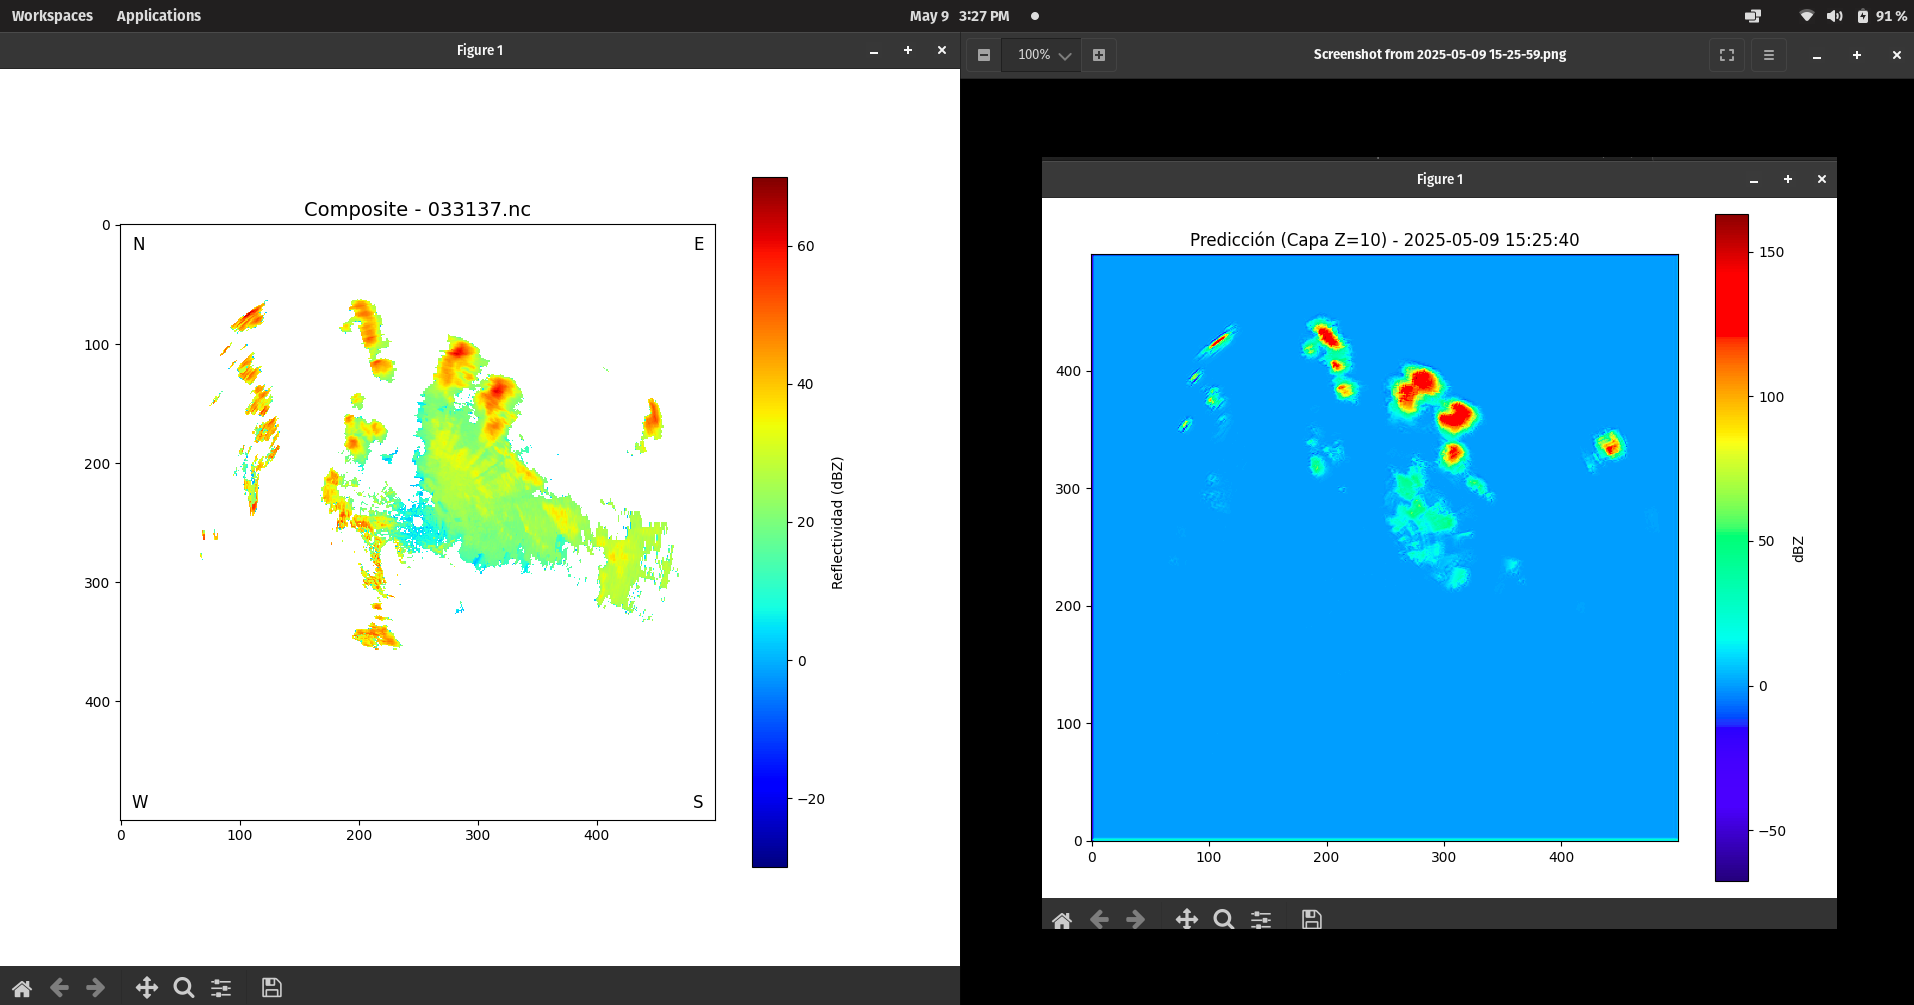 Workspaces Applications May 9 3:27 PM 91 %
Figure 1
100% Screenshot from 2025-05-09 15-25-59.png
Composite - 033137.nc
N E
W S
0
100
200
300
400
0 100 200 300 400
60
40
20
0
−20
Reflectividad (dBZ)
Figure 1
Predicción (Capa Z=10) - 2025-05-09 15:25:40
400
300
200
100
0
0 100 200 300 400
150
100
50
0
−50
dBZ